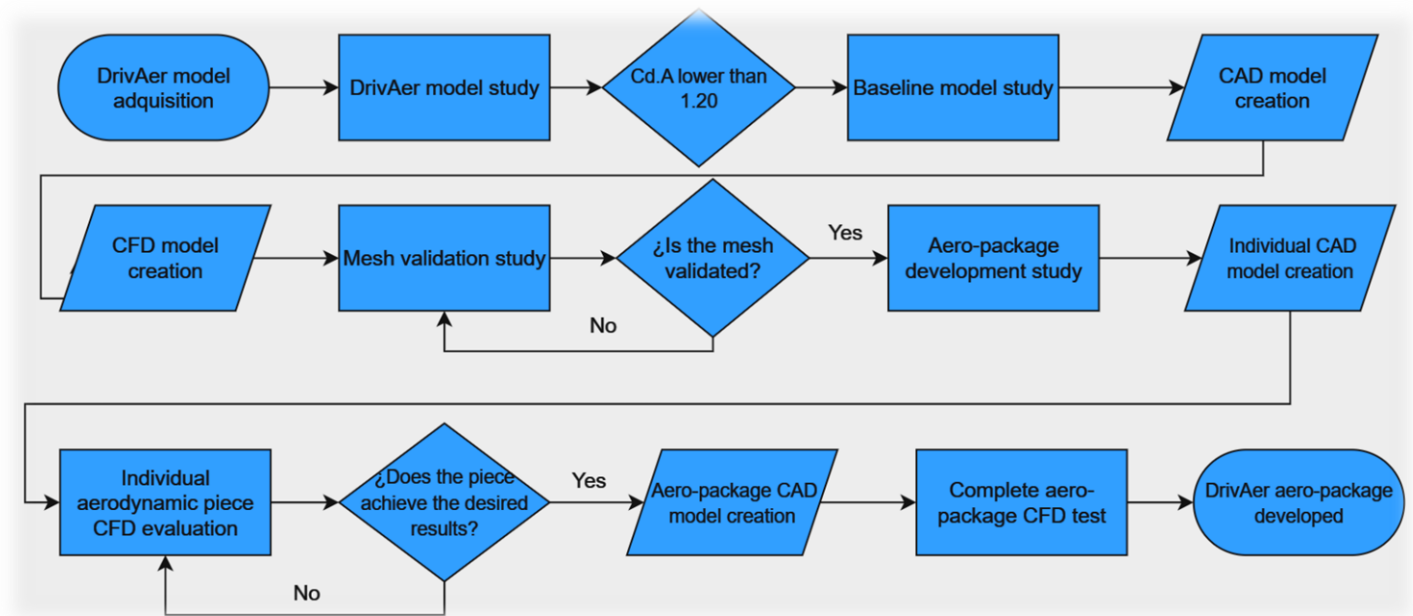 DrivAer model
adquisition
DrivAer model study
Cd.A lower than
1.20
Baseline model study
CAD model
creation
CFD model
creation
Mesh validation study
¿Is the mesh
validated?
Yes
No
Aero-package
development study
Individual CAD
model creation
Individual
aerodynamic piece
CFD evaluation
¿Does the piece
achieve the desired
results?
Yes
No
Aero-package CAD
model creation
Complete aero-
package CFD test
DrivAer aero-package
developed